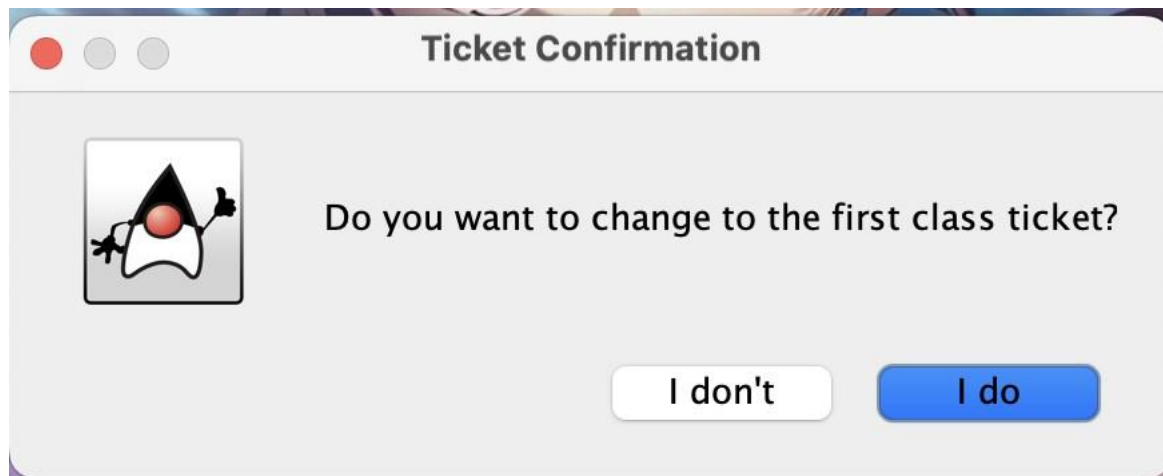 Ticket Confirmation
Do you want to change to the first class ticket?
I don't
I do